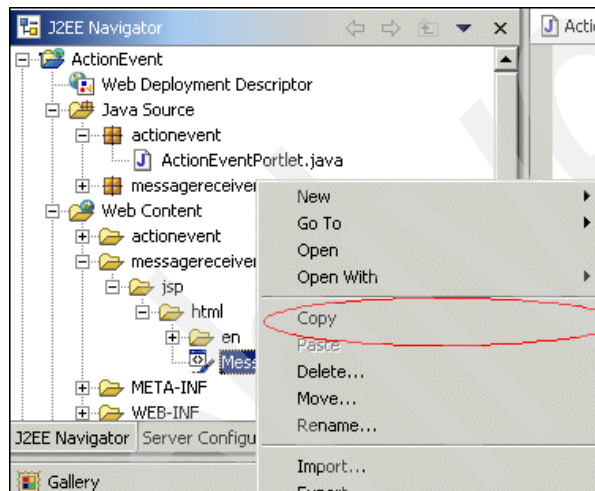 J2EE Navigator
Acti
ActionEvent
Web Deployment Descriptor
Java Source
actionevent
ActionEventPortlet.java
messagereceiver
Web Content
actionevent
messagereceiver
jsp
html
en
Mess
META-INF
WEB-INF
New
Go To
Open
Open With
Copy
Paste
Delete...
Move...
Rename...
Import...
Export...
J2EE Navigator Server Configu
Gallery